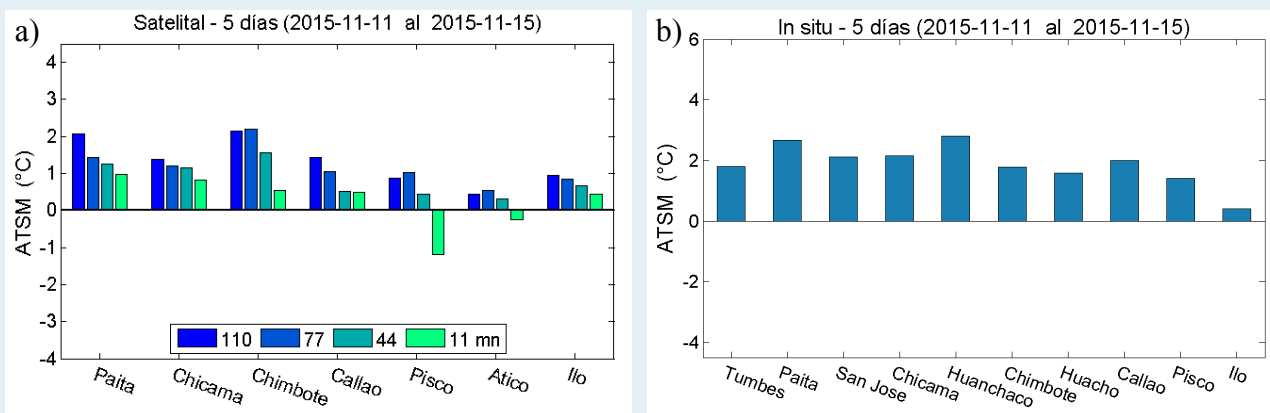 a)
Satelital - 5 días (2015-11-11 al 2015-11-15)
ATSM (°C)
4
3
2
1
0
-1
-2
-3
-4
110 77 44 11 mn
Paita Chicama Chimbote Callao Pisco Atico Ilo
b)
In situ - 5 días (2015-11-11 al 2015-11-15)
ATSM (°C)
6
4
2
0
-2
-4
Tumbes Paita San Jose Chicama Huanchaco Chimbote Huacho Callao Pisco Ilo